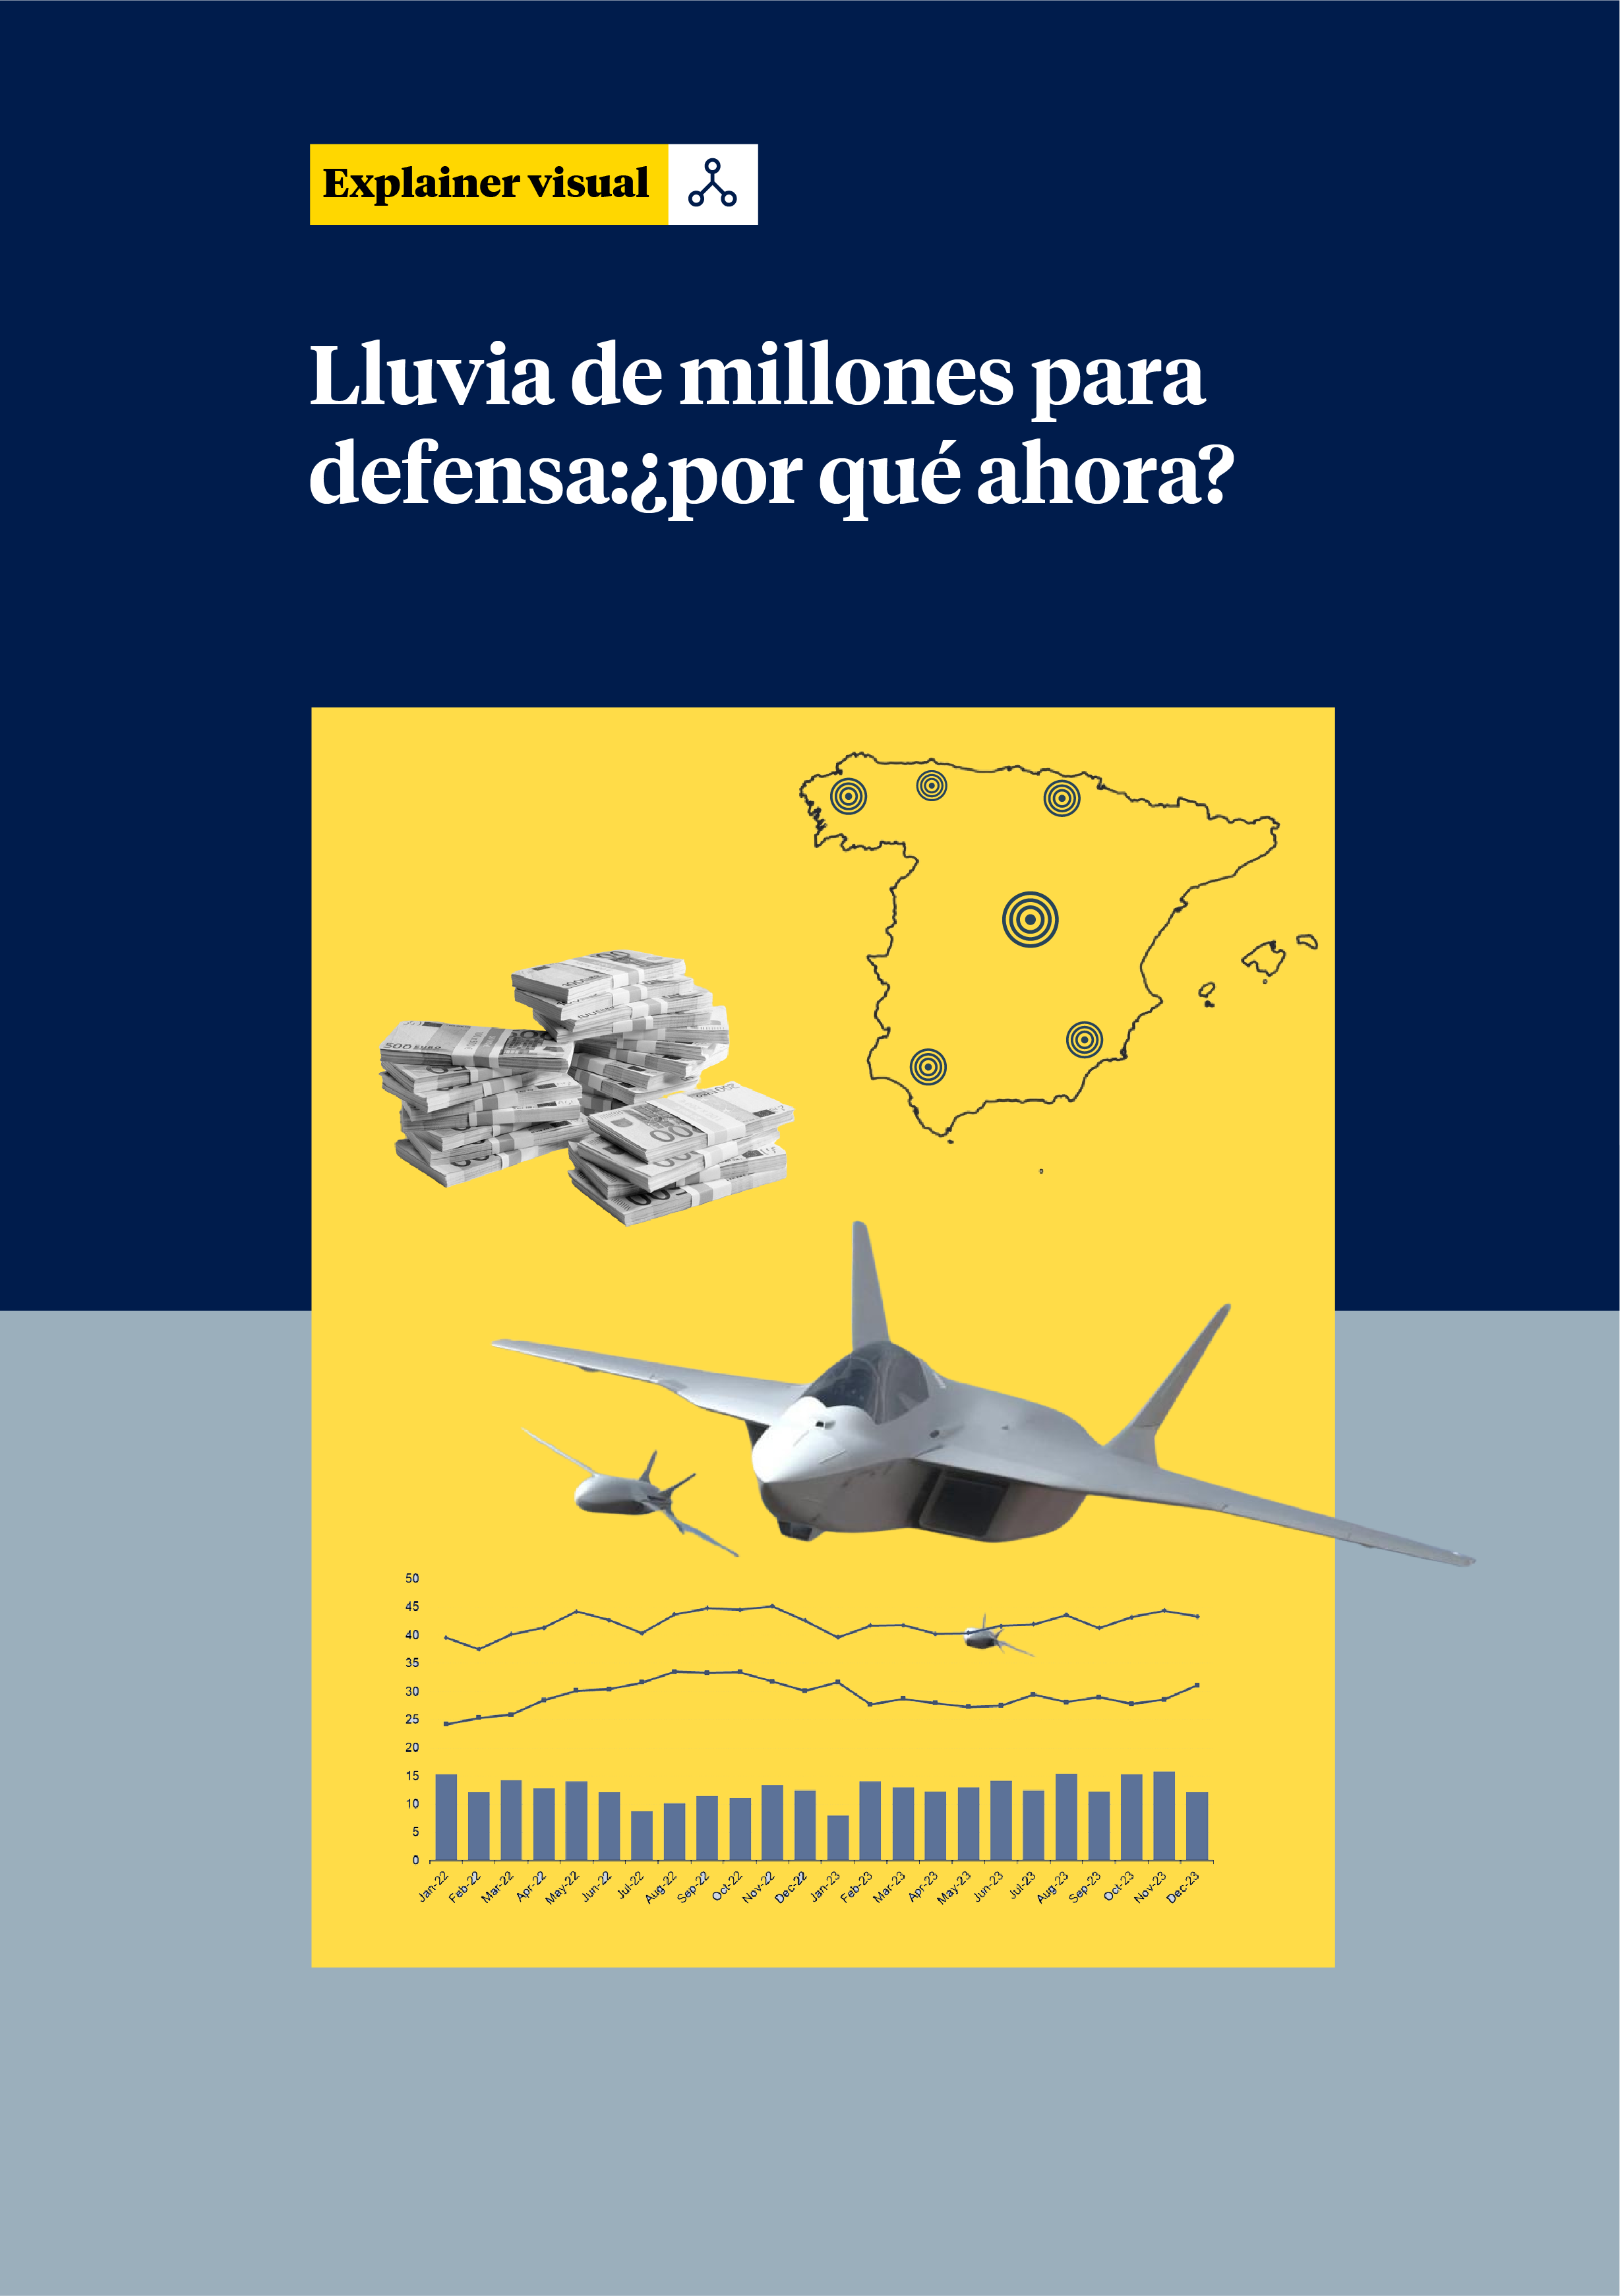 Explainer visual
Lluvia de millones para
defensa:¿por qué ahora?
500 EURO
50
45
40
35
30
25
20
15
10
5
0
Jan-22 Feb-22 Mar-22 Apr-22 May-22 Jun-22 Jul-22 Aug-22 Sep-22 Oct-22 Nov-22 Dec-22 Jan-23 Feb-23 Mar-23 Apr-23 May-23 Jun-23 Jul-23 Aug-23 Sep-23 Oct-23 Nov-23 Dec-23